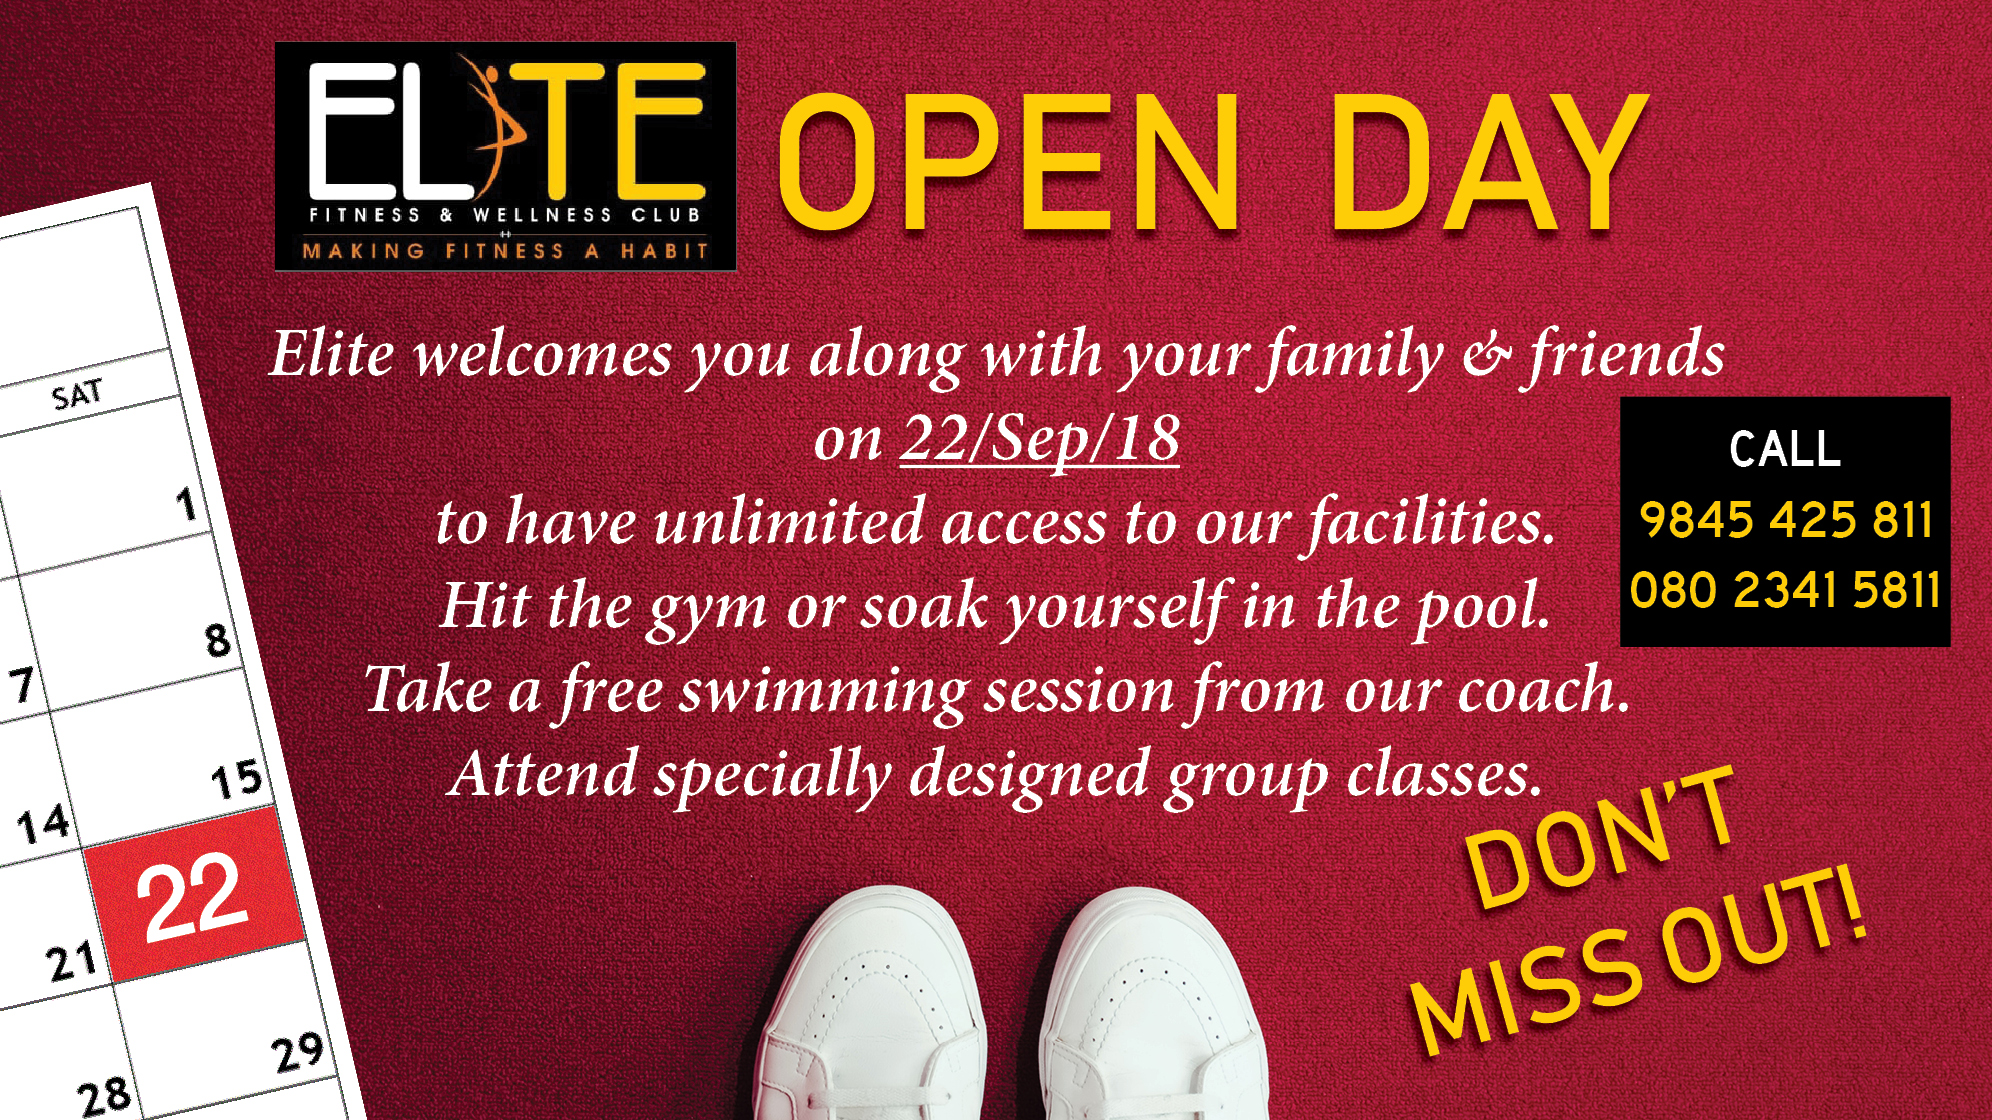 ELITE
FITNESS & WELLNESS CLUB
MAKING FITNESS A HABIT
OPEN DAY
Elite welcomes you along with your family & friends
on 22/Sep/18
to have unlimited access to our facilities.
Hit the gym or soak yourself in the pool.
Take a free swimming session from our coach.
Attend specially designed group classes.
CALL
9845 425 811
080 2341 5811
DON'T
MISS OUT!
SAT
1
7 8
14 15
21 22
28 29